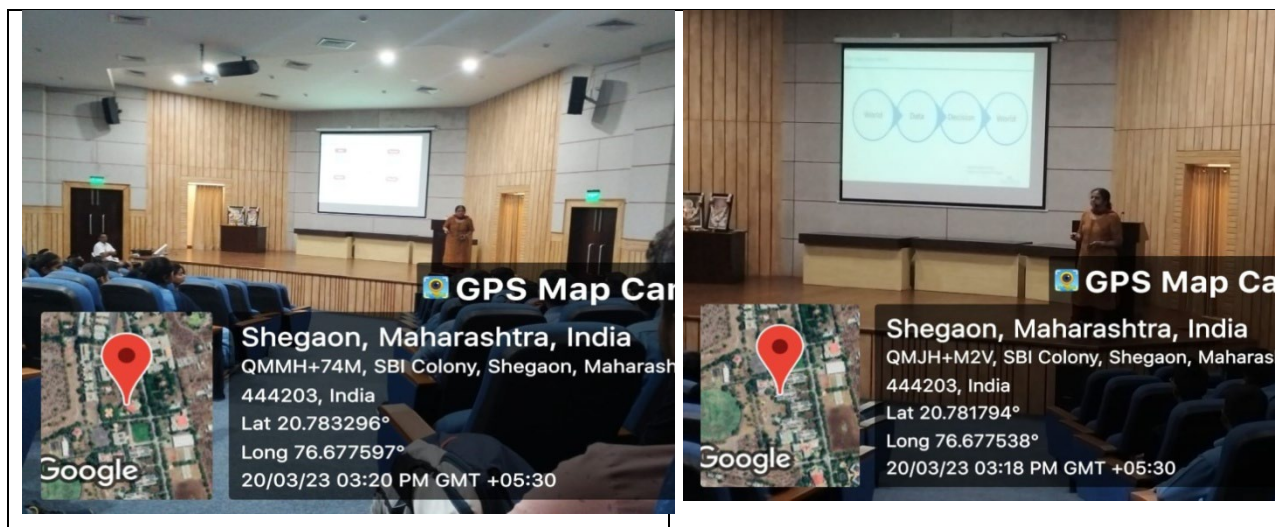 GPS Map Car
Shegaon, Maharashtra, India
QMMH+74M, SBI Colony, Shegaon, Maharash
444203, India
Lat 20.783296°
Long 76.677597°
20/03/23 03:20 PM GMT +05:30
Google
World
Data
Decision
World
GPS Map Ca
Shegaon, Maharashtra, India
QMJH+M2V, SBI Colony, Shegaon, Maharas
444203, India
Lat 20.781794°
Long 76.677538°
20/03/23 03:18 PM GMT +05:30
Google